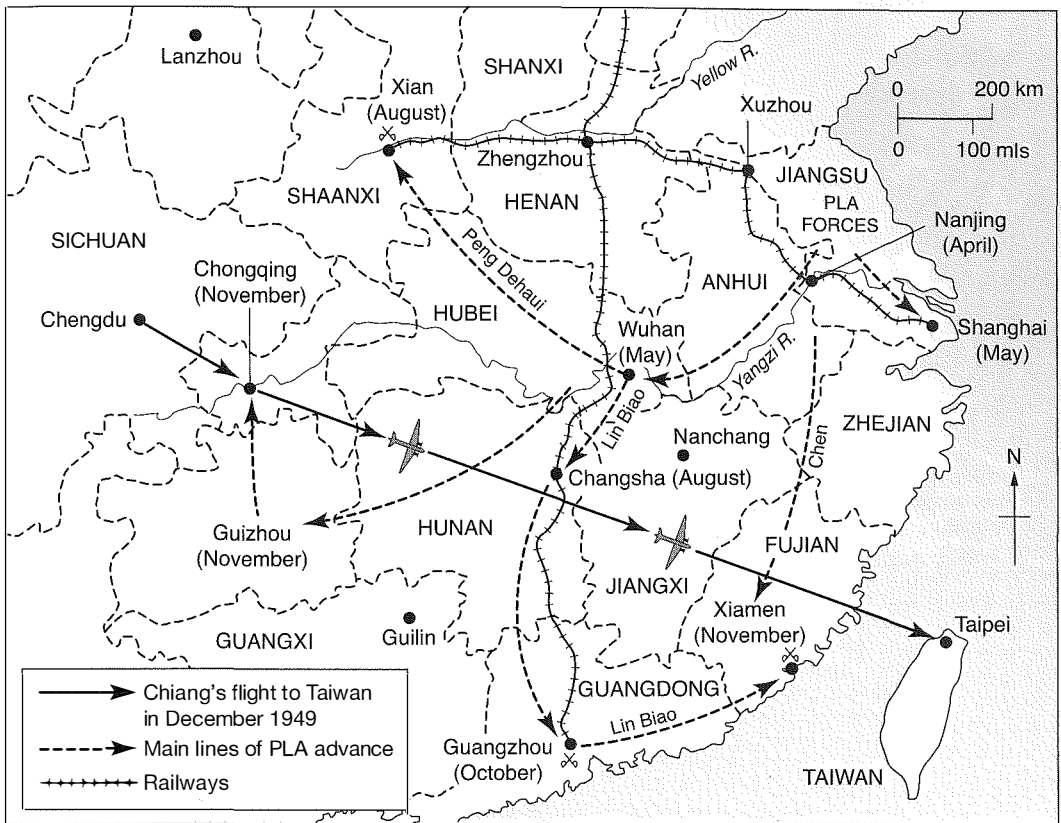 Lanzhou
Xian
(August)
SHANXI
Yellow R.
0 200 km
0 100 mls
Xuzhou
Zhengzhou
JIANGSU
PLA
FORCES
SHAANXI
HENAN
Nanjing
(April)
SICHUAN
Chongqing
(November)
Peng Dehaui
ANHUI
Chengdu
HUBEI
Wuhan
(May)
Yangzi R.
Shanghai
(May)
Lin Biao
ZHEJIAN
Nanchang
Chen
Changsha (August)
N
Guizhou
(November)
HUNAN
FUJIAN
JIANGXI
Xiamen
(November)
Taipei
GUANGXI
Guilin
GUANGDONG
Lin Biao
Guangzhou
(October)
TAIWAN
Chiang's flight to Taiwan
in December 1949
Main lines of PLA advance
Railways